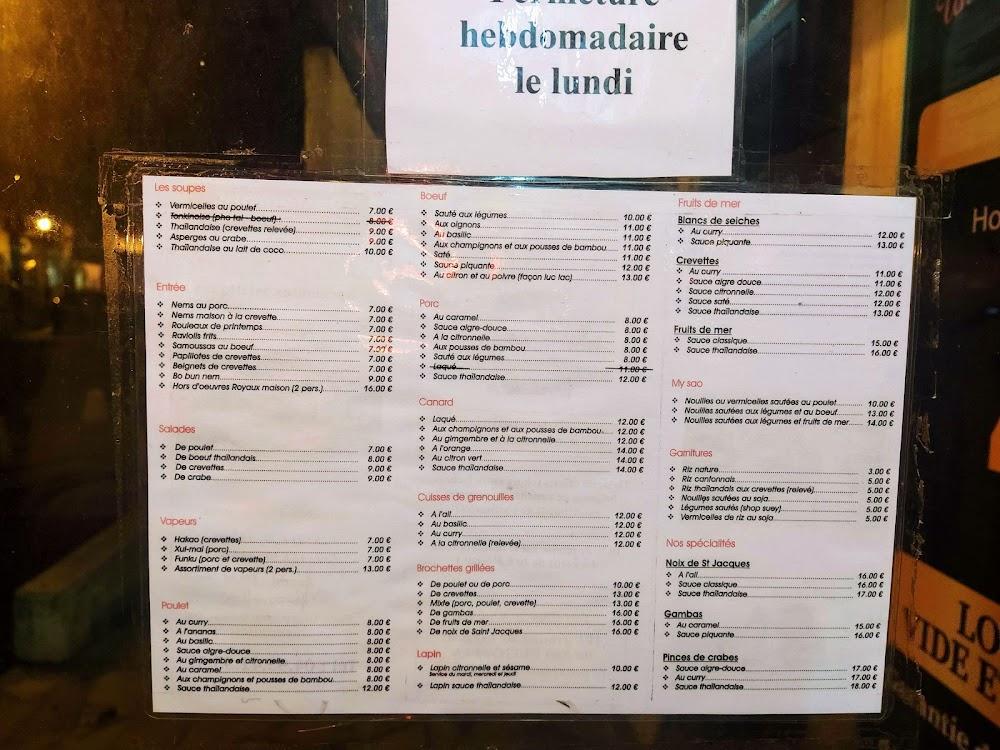 Fermeture
hebdomadaire
le lundi
Les soupes
Vermicelles au poulet 7.00 €
Tonkinoise (pho tai - boeuf) 8.00 €
Thaïlandaise (crevettes relevée) 9.00 €
Asperges au crabe 9.00 €
Thaïlandaise au lait de coco 10.00 €
Entrée
Nems au porc 7.00 €
Nems maison à la crevette 7.00 €
Rouleaux de printemps 7.00 €
Raviolis frits 7.00 €
Samoussas au boeuf 7.00 €
Papillotes de crevettes 7.00 €
Beignets de crevettes 7.00 €
Bo bun nem 9.00 €
Hors d'oeuvres Royaux maison (2 pers.) 16.00 €
Salades
De poulet 7.00 €
De boeuf thaïlandais 8.00 €
De crevettes 9.00 €
De crabe 9.00 €
Vapeurs
Hakao (crevettes) 7.00 €
Xui-mai (porc) 7.00 €
Funku (porc et crevette) 7.00 €
Assortiment de vapeurs (2 pers.) 13.00 €
Poulet
Au curry 8.00 €
A l'ananas 8.00 €
Au basilic 8.00 €
Sauce aigre-douce 8.00 €
Au gimgembre et citronnelle 8.00 €
Au caramel 8.00 €
Aux champignons et pousses de bambou 8.00 €
Sauce thaïlandaise 12.00 €
Boeuf
Sauté aux légumes 10.00 €
Aux oignons 11.00 €
Au basilic 11.00 €
Aux champignons et aux pousses de bambou 11.00 €
Saté 11.00 €
Sauce piquante 12.00 €
Au citron et au poivre (façon luc lac) 13.00 €
Porc
Au caramel 8.00 €
Sauce aigre-douce 8.00 €
A la citronnelle 8.00 €
Aux pousses de bambou 8.00 €
Sauté aux légumes 8.00 €
Laqué 11.00 €
Sauce thaïlandaise 12.00 €
Canard
Laqué 12.00 €
Aux champignons et aux pousses de bambou 12.00 €
Au gimgembre et à la citronnelle 12.00 €
A l'orange 14.00 €
Au citron vert 14.00 €
Sauce thaïlandaise 14.00 €
Cuisses de grenouilles
A l'ail 12.00 €
Au basilic 12.00 €
Au curry 12.00 €
A la citronnelle (relevée) 12.00 €
Brochettes grillées
De poulet ou de porc 10.00 €
De crevettes 13.00 €
Mixte (porc, poulet, crevette) 13.00 €
De gambas 16.00 €
De fruits de mer 16.00 €
De noix de Saint Jacques 16.00 €
Lapin
Lapin citronnelle et sésame 10.00 €
Service du mardi, mercredi et jeudi
Lapin sauce thaïlandaise 12.00 €
Fruits de mer
Blancs de seiches
Au curry 12.00 €
Sauce piquante 13.00 €
Crevettes
Au curry 11.00 €
Sauce aigre douce 11.00 €
Sauce citronnelle 12.00 €
Sauce saté 12.00 €
Sauce thaïlandaise 13.00 €
Fruits de mer
Sauce classique 15.00 €
Sauce thaïlandaise 16.00 €
My sao
Nouilles ou vermicelles sautées au poulet 10.00 €
Nouilles sautées aux légumes et au boeuf 13.00 €
Nouilles sautées aux légumes et fruits de mer 14.00 €
Garnitures
Riz nature 3.00 €
Riz cantonnais 5.00 €
Riz thaïlandais aux crevettes (relevé) 5.00 €
Nouilles sautées au soja 5.00 €
Légumes sautés (shop suey) 5.00 €
Vermicelles de riz au soja 5.00 €
Nos spécialités
Noix de St Jacques
A l'ail 16.00 €
Sauce classique 16.00 €
Sauce thaïlandaise 17.00 €
Gambas
Au caramel 15.00 €
Sauce piquante 16.00 €
Pinces de crabes
Sauce aigre-douce 17.00 €
Au curry 17.00 €
Sauce thaïlandaise 18.00 €
Ho
LO
VIDE E
antie